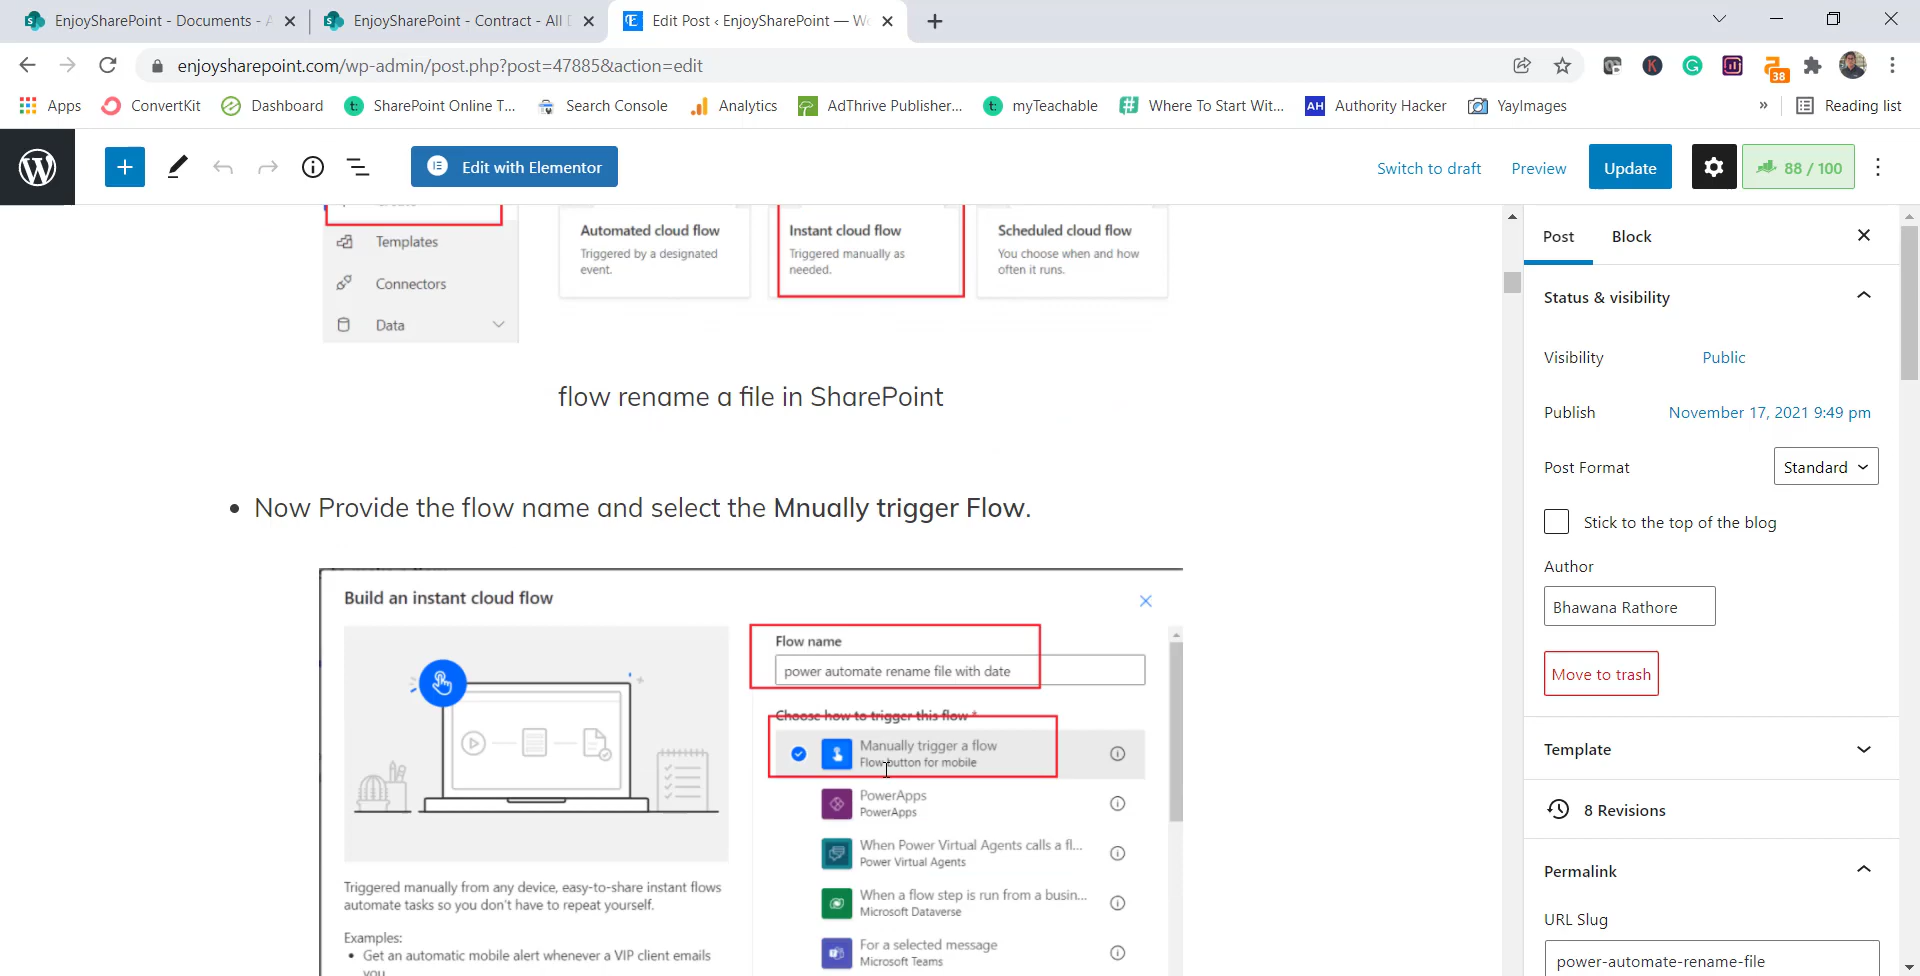 EnjoySharePoint - Documents -
EnjoySharePoint - Contract - All
Edit Post ‹ EnjoySharePoint — W
enjoysharepoint.com/wp-admin/post.php?post=47885&action=edit
38
Apps
ConvertKit
Dashboard
SharePoint Online T...
Search Console
Analytics
AdThrive Publisher...
myTeachable
Where To Start Wit...
AH Authority Hacker
YayImages
»
Reading list
Edit with Elementor
Switch to draft
Preview
Update
88 / 100
Templates
Connectors
Data
Automated cloud flow
Triggered by a designated
event.
Instant cloud flow
Triggered manually as
needed.
Scheduled cloud flow
You choose when and how
often it runs.
flow rename a file in SharePoint
• Now Provide the flow name and select the Mnually trigger Flow.
Build an instant cloud flow
Triggered manually from any device, easy-to-share instant flows
automate tasks so you don't have to repeat yourself.
Examples:
• Get an automatic mobile alert whenever a VIP client emails
you
Flow name
power automate rename file with date
Choose how to trigger this flow *
Manually trigger a flow
Flow button for mobile
PowerApps
PowerApps
When Power Virtual Agents calls a fl...
Power Virtual Agents
When a flow step is run from a busin...
Microsoft Dataverse
For a selected message
Microsoft Teams
Post
Block
Status & visibility
Visibility
Public
Publish
November 17, 2021 9:49 pm
Post Format
Standard
Stick to the top of the blog
Author
Bhawana Rathore
Move to trash
Template
8 Revisions
Permalink
URL Slug
power-automate-rename-file